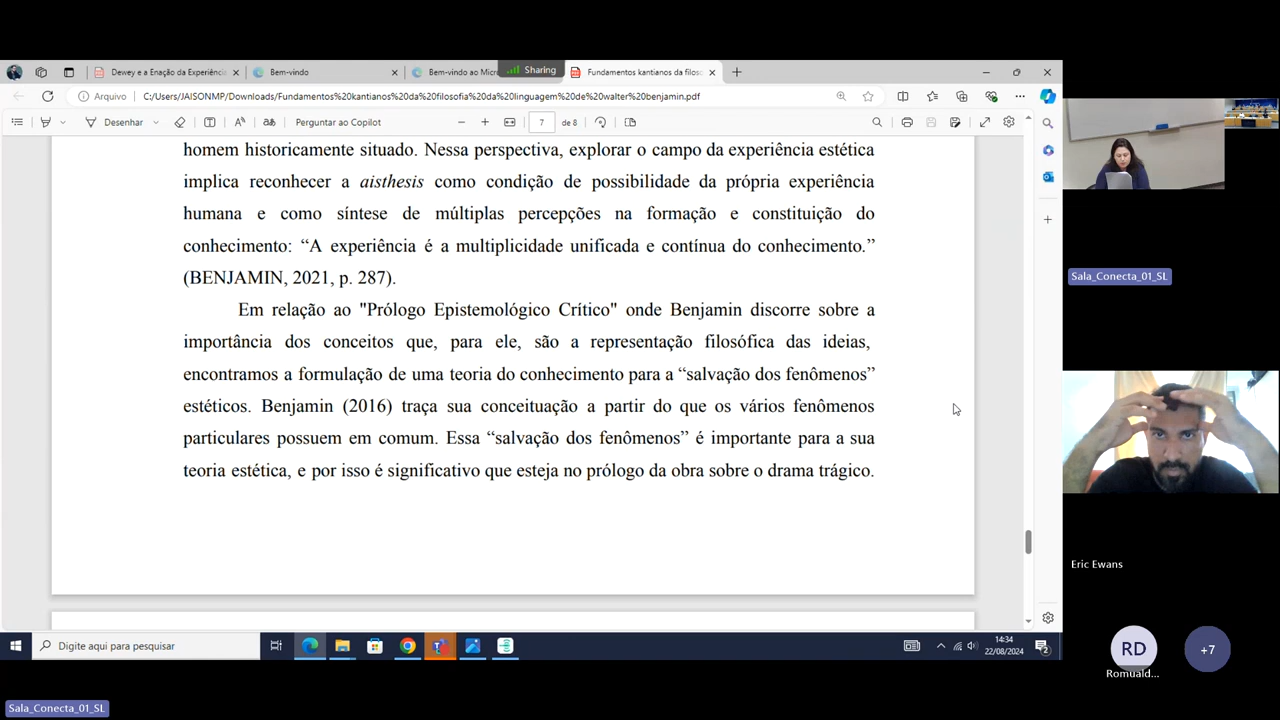 Dewey e a Enação da Experiênci
Bem-vindo
Bem-vindo ao Micr
Sharing
Fundamentos kantianos da filoso
Arquivo
C:/Users/JAISONMP/Downloads/Fundamentos%20kantianos%20da%20filosofia%20da%20linguagem%20de%20walter%20benjamin.pdf
Desenhar
Perguntar ao Copilot
7 de 8
homem historicamente situado. Nessa perspectiva, explorar o campo da experiência estética
implica reconhecer a aisthesis como condição de possibilidade da própria experiência
humana e como síntese de múltiplas percepções na formação e constituição do
conhecimento: “A experiência é a multiplicidade unificada e contínua do conhecimento.”
(BENJAMIN, 2021, p. 287).
Em relação ao "Prólogo Epistemológico Crítico" onde Benjamin discorre sobre a
importância dos conceitos que, para ele, são a representação filosófica das ideias,
encontramos a formulação de uma teoria do conhecimento para a “salvação dos fenômenos”
estéticos. Benjamin (2016) traça sua conceituação a partir do que os vários fenômenos
particulares possuem em comum. Essa “salvação dos fenômenos” é importante para a sua
teoria estética, e por isso é significativo que esteja no prólogo da obra sobre o drama trágico.
Digite aqui para pesquisar
14:34
22/08/2024
2
Sala_Conecta_01_SL
Eric Ewans
RD
Romuald...
+7
Sala_Conecta_01_SL